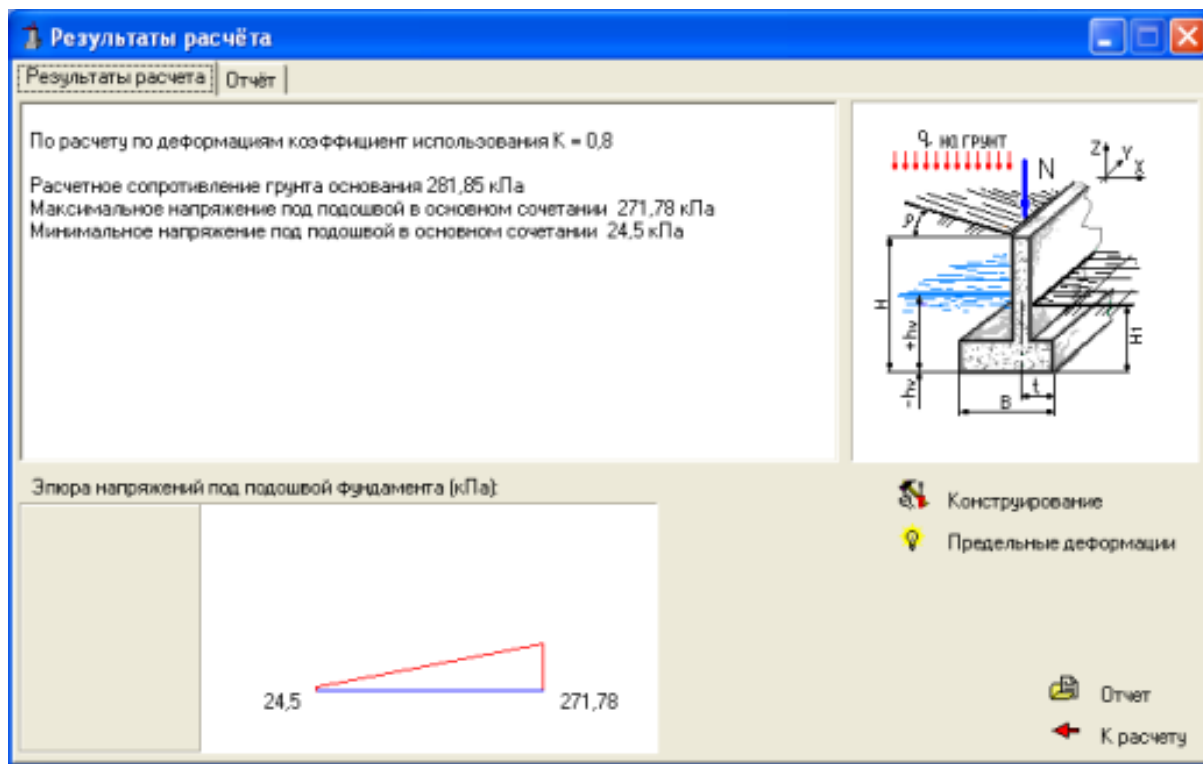 Результаты расчёта
Результаты расчета Отчёт
По расчету по деформациям коэффициент использования К = 0,8
Расчетное сопротивление грунта основания 281,85 кПа
Максимальное напряжение под подошвой в основном сочетании 271,78 кПа
Минимальное напряжение под подошвой в основном сочетании 24,5 кПа
q на грунт
N
Z Y X
ρ
H
+hv
H1
-hv
t
B
Эпюра напряжений под подошвой фундамента (кПа):
24,5 271,78
Конструирование
Предельные деформации
Отчет
К расчету